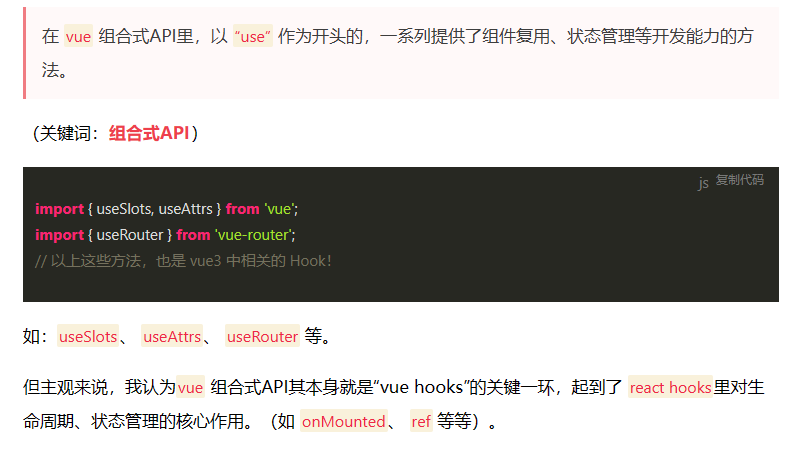 在 vue 组合式API里，以 “use” 作为开头的，一系列提供了组件复用、状态管理等开发能力的方
法。
（关键词：组合式API）
js 复制代码
import { useSlots, useAttrs } from 'vue';
import { useRouter } from 'vue-router';
// 以上这些方法，也是 vue3 中相关的 Hook！
如：useSlots、 useAttrs、 useRouter 等。
但主观来说，我认为vue 组合式API其本身就是“vue hooks”的关键一环，起到了 react hooks里对生
命周期、状态管理的核心作用。（如 onMounted、 ref 等等）。